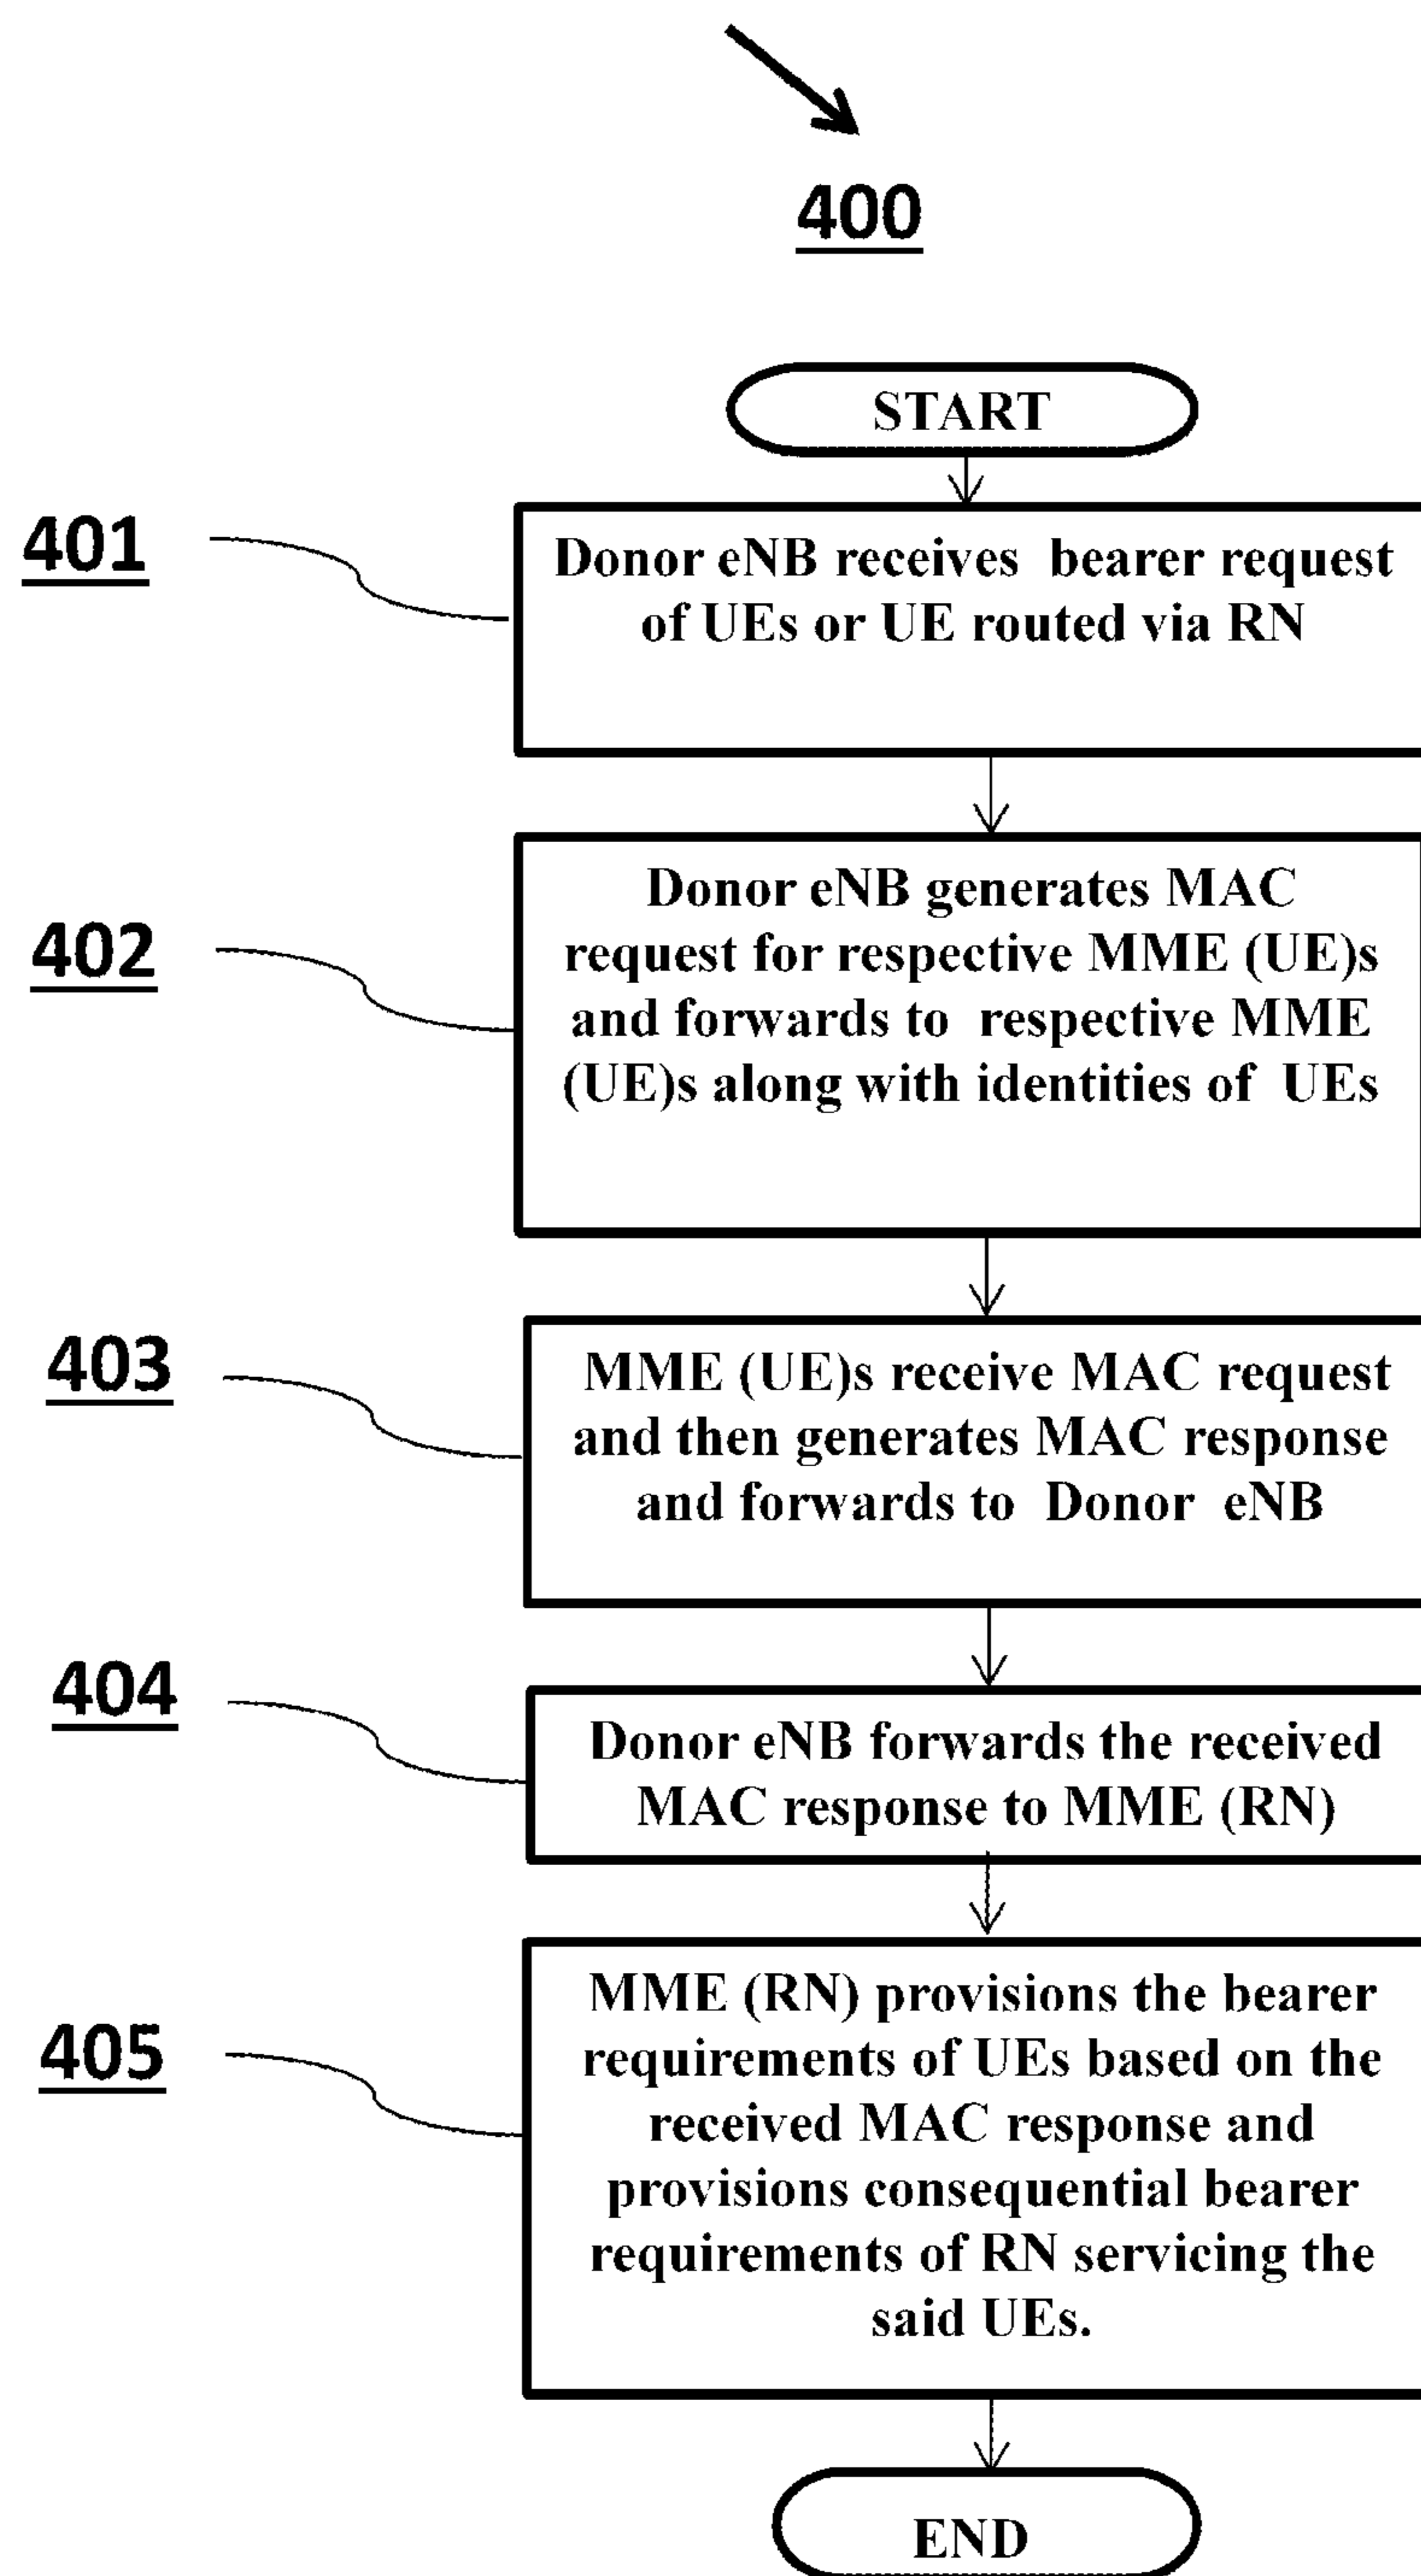 400
START
401
Donor eNB receives bearer request
of UEs or UE routed via RN
402
Donor eNB generates MAC
request for respective MME (UE)s
and forwards to respective MME
(UE)s along with identities of UEs
403
MME (UE)s receive MAC request
and then generates MAC response
and forwards to Donor eNB
404
Donor eNB forwards the received
MAC response to MME (RN)
405
MME (RN) provisions the bearer
requirements of UEs based on the
received MAC response and
provisions consequential bearer
requirements of RN servicing the
said UEs.
END